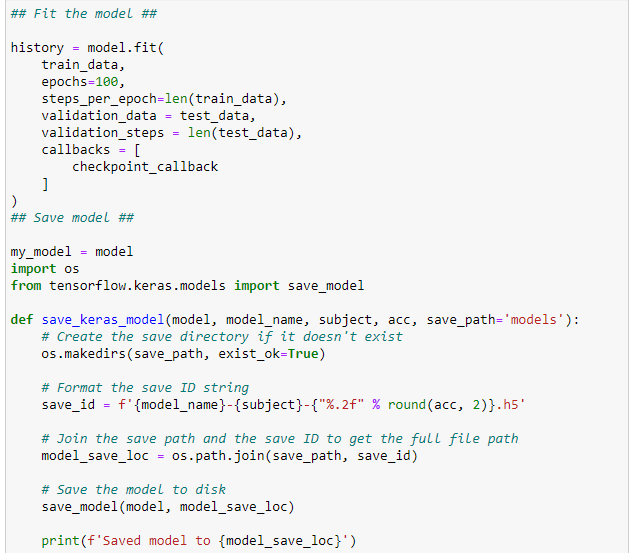 ## Fit the model ##

history = model.fit(
    train_data,
    epochs=100,
    steps_per_epoch=len(train_data),
    validation_data = test_data,
    validation_steps = len(test_data),
    callbacks = [
        checkpoint_callback
    ]
)
## Save model ##

my_model = model
import os
from tensorflow.keras.models import save_model

def save_keras_model(model, model_name, subject, acc, save_path='models'):
    # Create the save directory if it doesn't exist
    os.makedirs(save_path, exist_ok=True)

    # Format the save ID string
    save_id = f'{model_name}-{subject}-{"%.2f" % round(acc, 2)}.h5'

    # Join the save path and the save ID to get the full file path
    model_save_loc = os.path.join(save_path, save_id)

    # Save the model to disk
    save_model(model, model_save_loc)

    print(f'Saved model to {model_save_loc}')